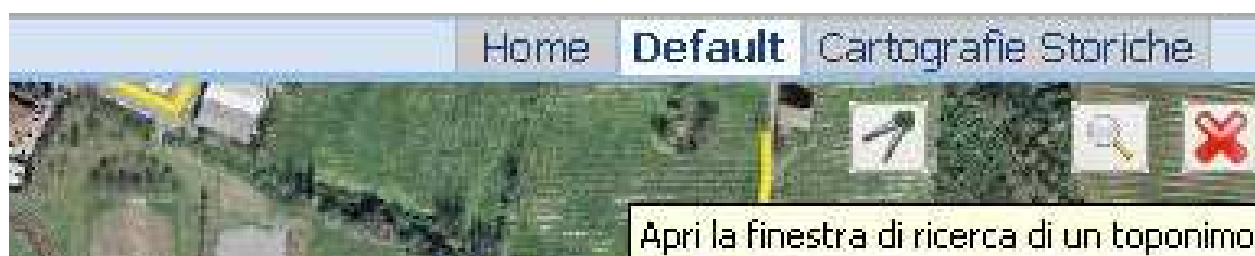 Home Default Cartografie Storiche
Apri la finestra di ricerca di un toponimo